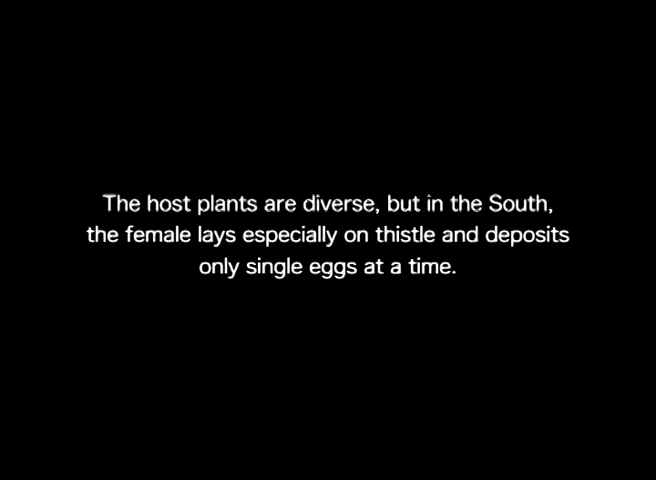 The host plants are diverse, but in the South,
the female lays especially on thistle and deposits
only single eggs at a time.